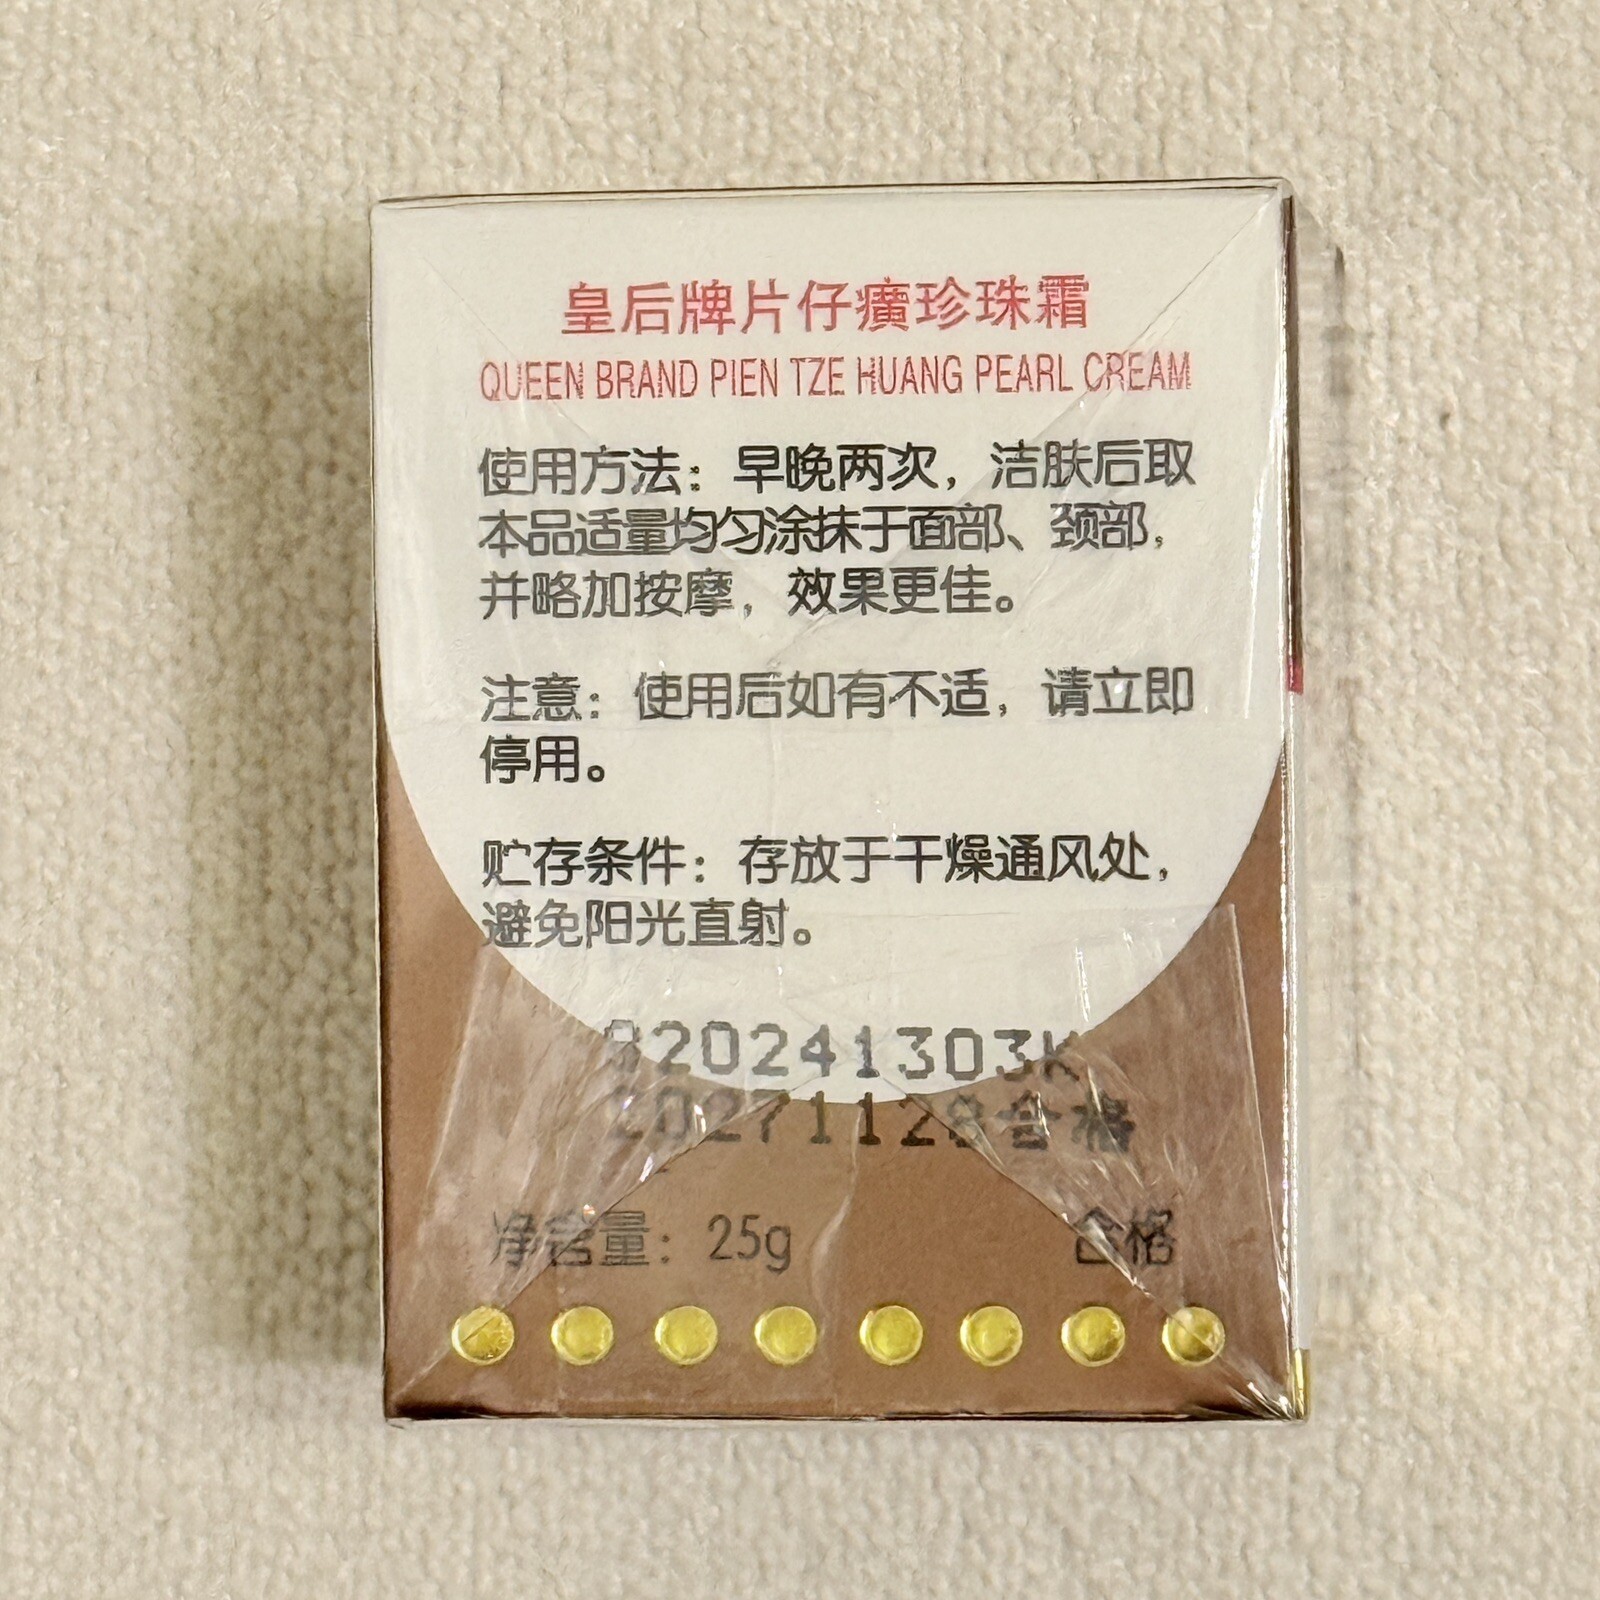 皇后牌片仔癀珍珠霜
QUEEN BRAND PIEN TZE HUANG PEARL CREAM
使用方法：早晚两次，洁肤后取
本品适量均匀涂抹于面部、颈部，
并略加按摩，效果更佳。
注意：使用后如有不适，请立即
停用。
贮存条件：存放于干燥通风处，
避免阳光直射。
820241303K
20271128合格
净含量：25g
合格